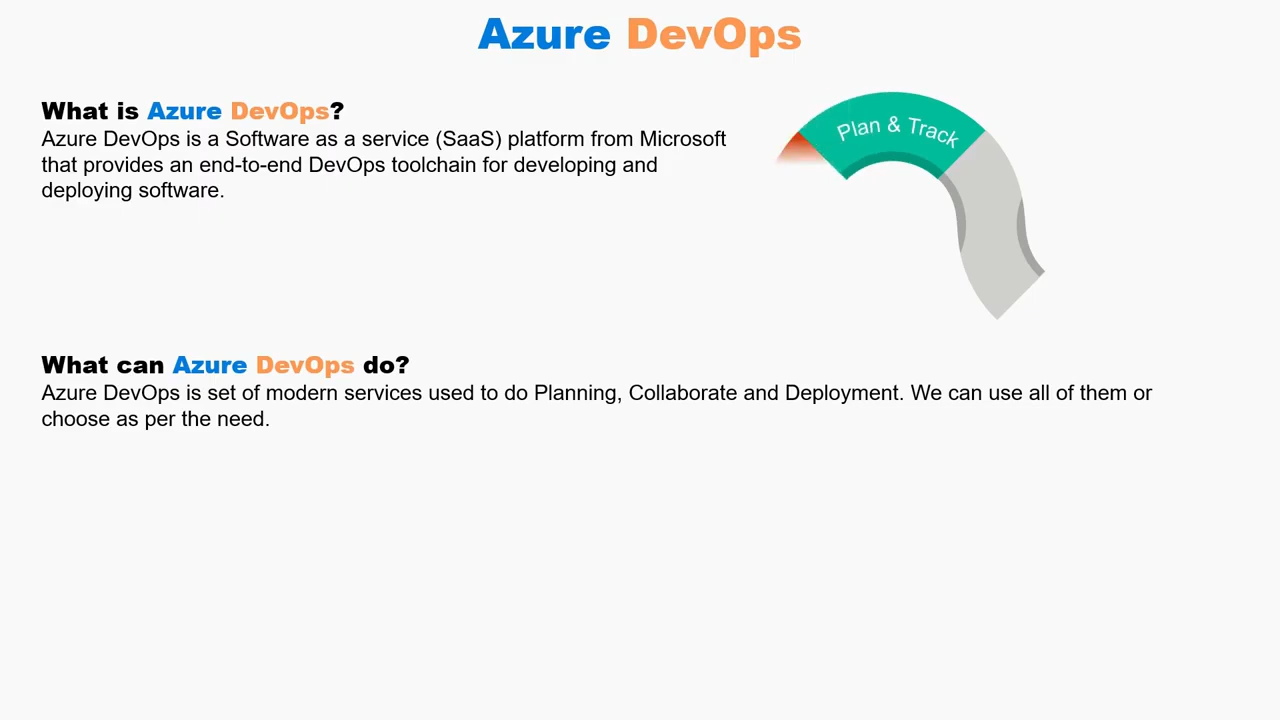 Azure DevOps
What is Azure DevOps?
Azure DevOps is a Software as a service (SaaS) platform from Microsoft
that provides an end-to-end DevOps toolchain for developing and
deploying software.
Plan & Track
What can Azure DevOps do?
Azure DevOps is set of modern services used to do Planning, Collaborate and Deployment. We can use all of them or
choose as per the need.